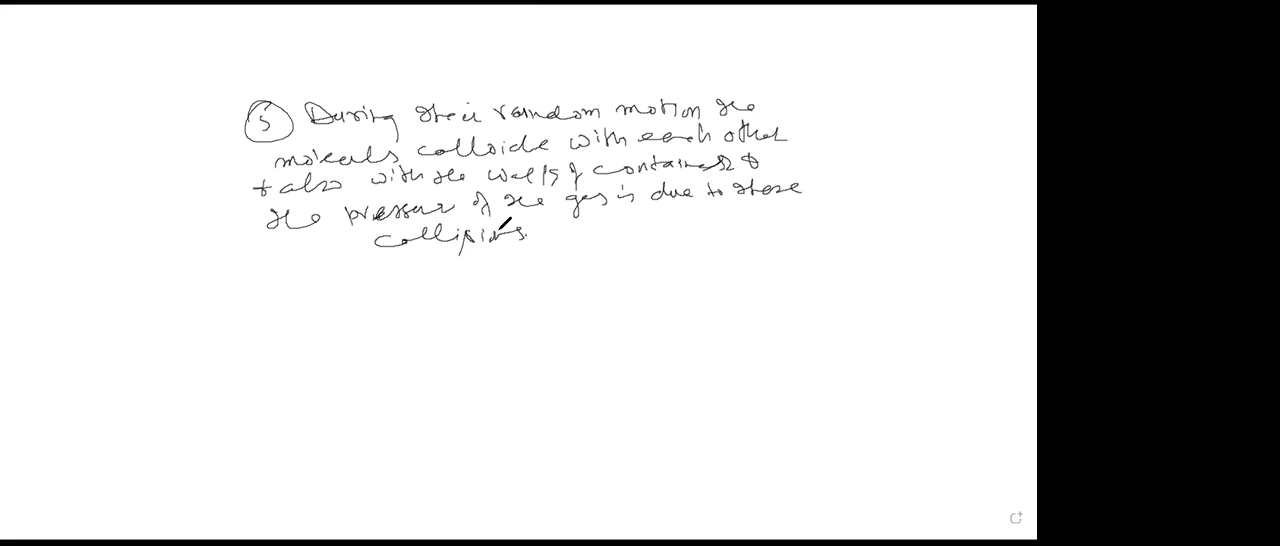 5 During their random motion the
molecules colloide with each other
& also with the walls of container &
the pressure of the gas is due to these
collisions.